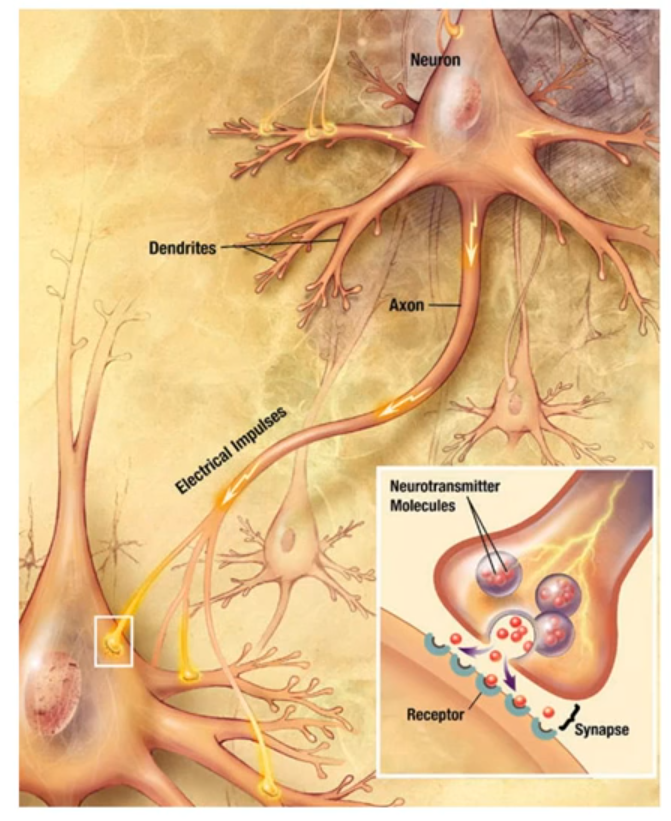 Neuron
Dendrites
Axon
Electrical Impulses
Neurotransmitter
Molecules
Receptor
Synapse